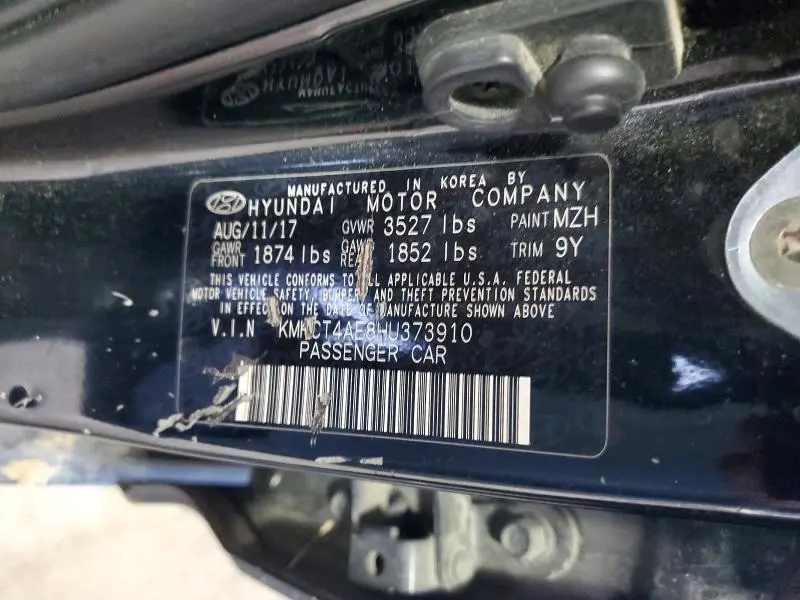 MANUFACTURED IN KOREA BY
HYUNDAI MOTOR COMPANY
AUG/11/17 GVWR 3527 lbs PAINT MZH
GAWR FRONT 1874 lbs GAWR REAR 1852 lbs TRIM 9Y
THIS VEHICLE CONFORMS TO ALL APPLICABLE U.S.A. FEDERAL
MOTOR VEHICLE SAFETY, BUMPER, AND THEFT PREVENTION STANDARDS
IN EFFECT ON THE DATE OF MANUFACTURE SHOWN ABOVE
V.I.N KMHCT4AE8HU373910
PASSENGER CAR